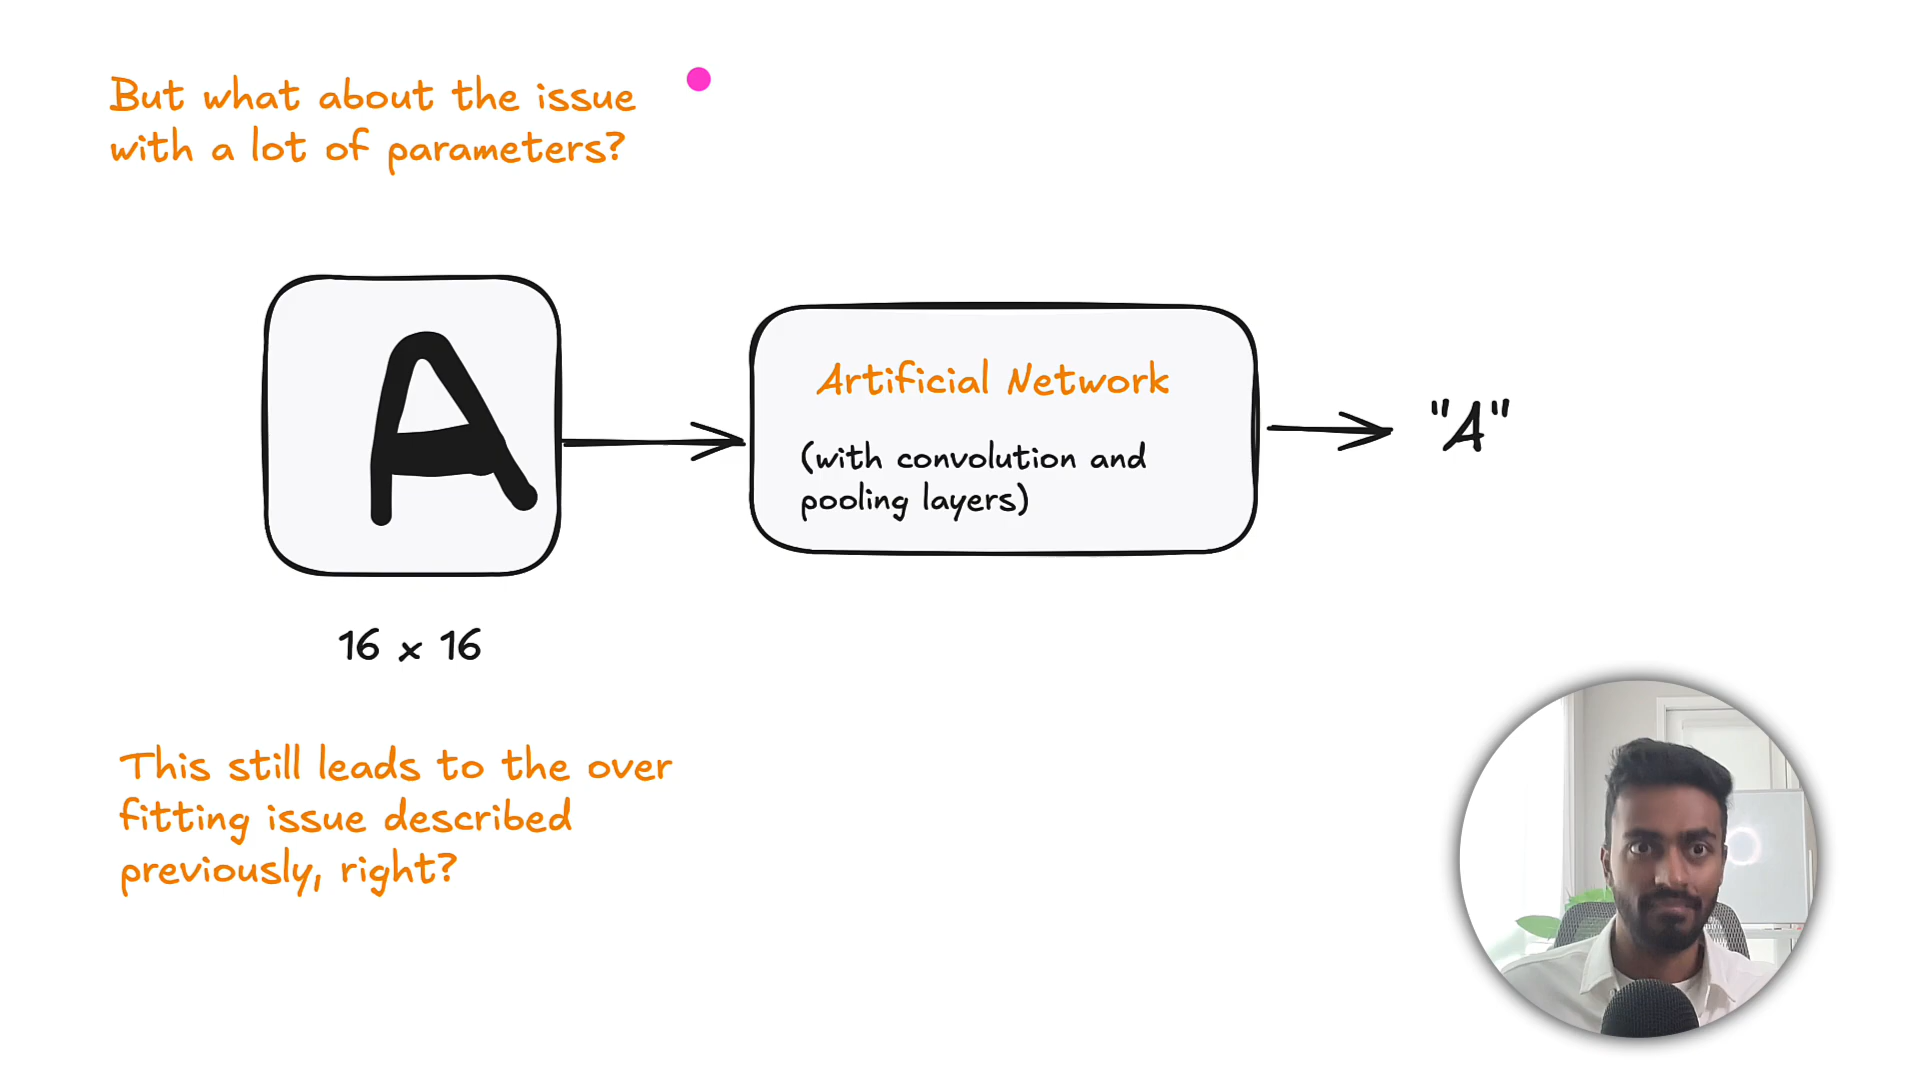 But what about the issue
with a lot of parameters?
A
Artificial Network
(with convolution and
pooling layers)
"A"
16 x 16
This still leads to the over
fitting issue described
previously, right?